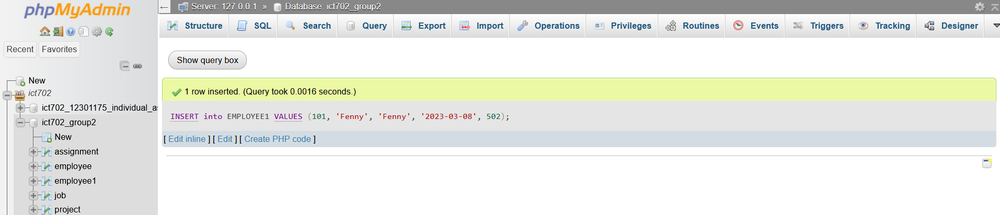 phpMyAdmin
Recent Favorites
New
ict702
ict702_12301175_individual_as
ict702_group2
New
assignment
employee
employee1
job
project
← Server: 127.0.0.1 » Database: ict702_group2
Structure SQL Search Query Export Import Operations Privileges Routines Events Triggers Tracking Designer
Show query box
1 row inserted. (Query took 0.0016 seconds.)
INSERT into EMPLOYEE1 VALUES (101, 'Fenny', 'Fenny', '2023-03-08', 502);
[ Edit inline ] [ Edit ] [ Create PHP code ]